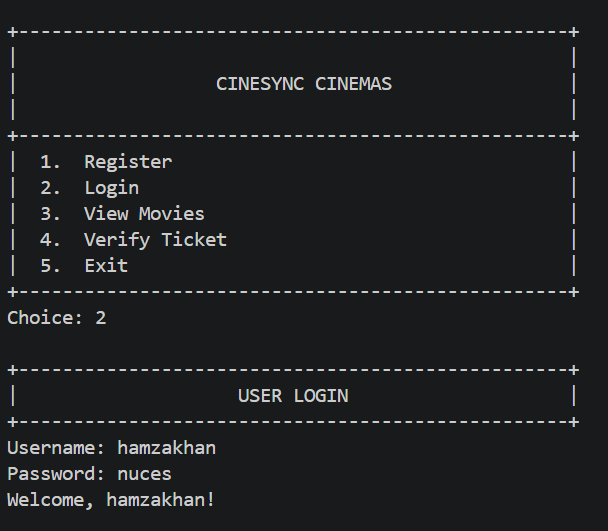 CINESYNC CINEMAS
1. Register
2. Login
3. View Movies
4. Verify Ticket
5. Exit
Choice: 2
USER LOGIN
Username: hamzakhan
Password: nuces
Welcome, hamzakhan!